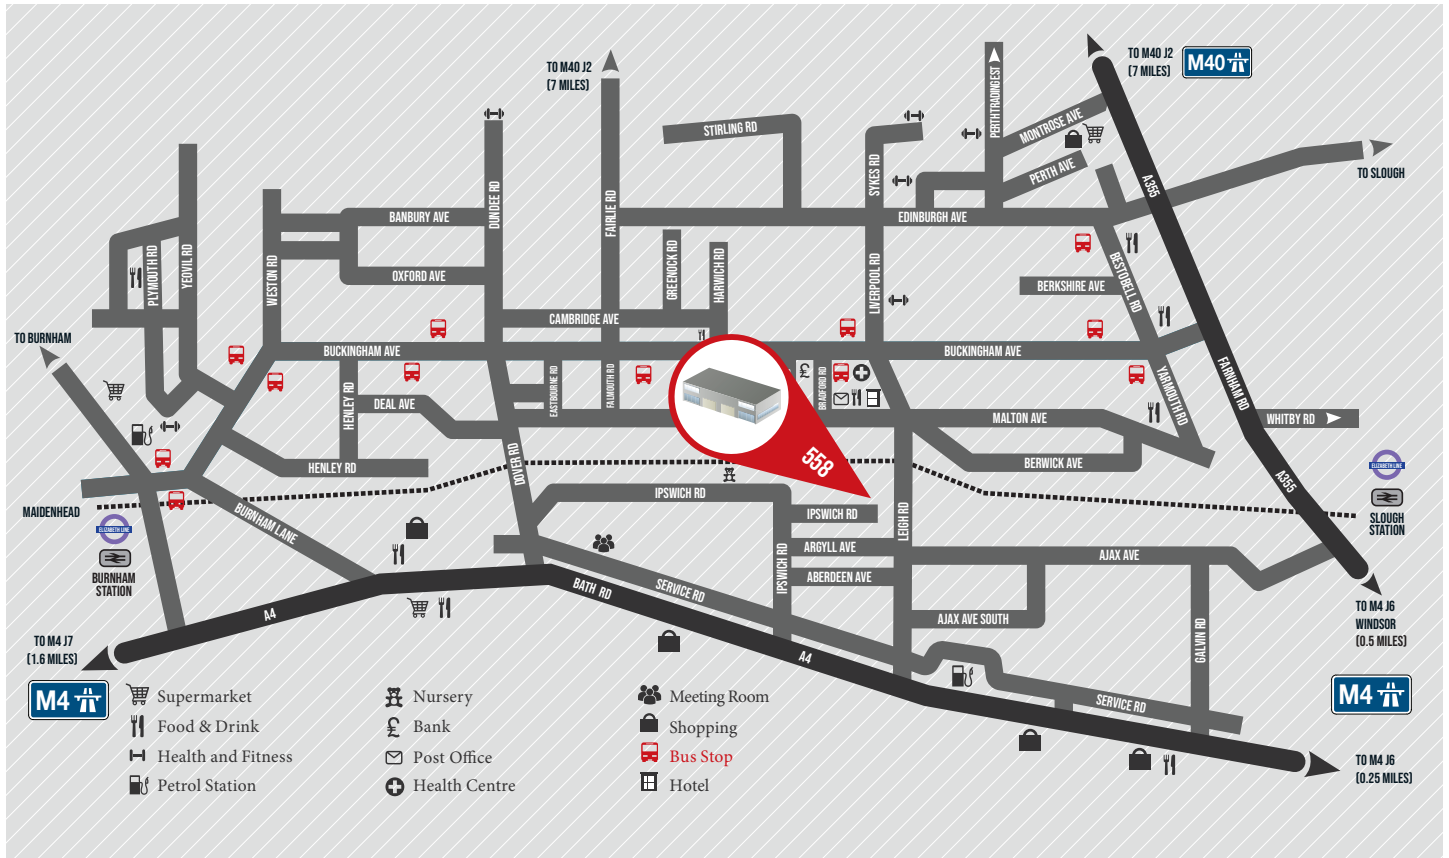 TO M40 J2
(7 MILES)
TO M40 J2
(7 MILES)
M40
PERTH TRADING EST
MONTROSE AVE
STIRLING RD
SYKES RD
PERTH AVE
TO SLOUGH
A355
DUNDEE RD
FAIRLIE RD
BANBURY AVE
EDINBURGH AVE
PLYMOUTH RD
YEOVIL RD
WESTON RD
OXFORD AVE
GREENOCK RD
HARWICH RD
LIVERPOOL RD
BERKSHIRE AVE
BESTOBELL RD
CAMBRIDGE AVE
TO BURNHAM
BUCKINGHAM AVE
BUCKINGHAM AVE
FARNHAM RD
HENLEY RD
DEAL AVE
EASTBOURNE RD
FALMOUTH RD
BRADFORD RD
YARMOUTH RD
MALTON AVE
WHITBY RD
HENLEY RD
DOVER RD
558
BERWICK AVE
A355
ELIZABETH LINE
SLOUGH
STATION
MAIDENHEAD
ELIZABETH LINE
BURNHAM
STATION
BURNHAM LANE
IPSWICH RD
IPSWICH RD
LEIGH RD
ARGYLL AVE
AJAX AVE
IPSWICH RD
ABERDEEN AVE
SERVICE RD
BATH RD
A4
AJAX AVE SOUTH
GALVIN RD
TO M4 J6
WINDSOR
(0.5 MILES)
TO M4 J7
(1.6 MILES)
A4
M4
M4
SERVICE RD
TO M4 J6
(0.25 MILES)
Supermarket
Food & Drink
Health and Fitness
Petrol Station
Nursery
£ Bank
Post Office
Health Centre
Meeting Room
Shopping
Bus Stop
Hotel